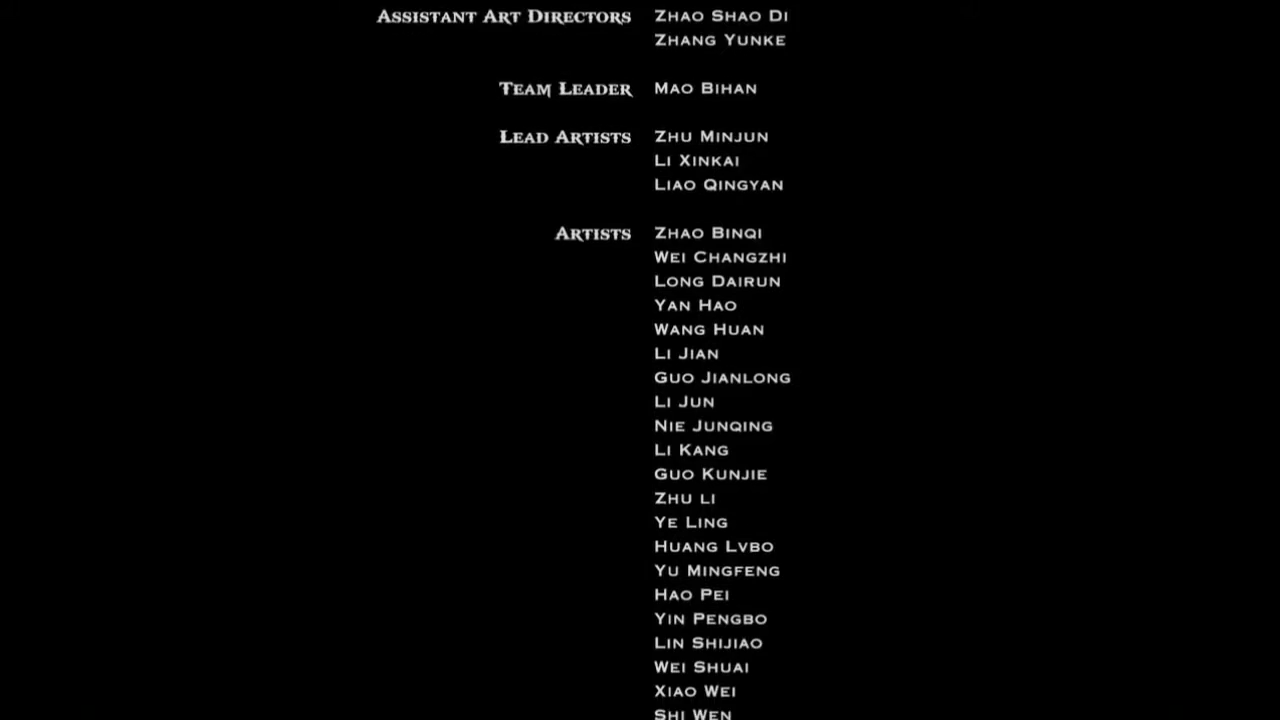 Assistant Art Directors Zhao Shao Di
Zhang Yunke
Team Leader Mao Bihan
Lead Artists Zhu Minjun
Li Xinkai
Liao Qingyan
Artists Zhao Binqi
Wei Changzhi
Long Dairun
Yan Hao
Wang Huan
Li Jian
Guo Jianlong
Li Jun
Nie Junqing
Li Kang
Guo Kunjie
Zhu li
Ye Ling
Huang Lvbo
Yu Mingfeng
Hao Pei
Yin Pengbo
Lin Shijiao
Wei Shuai
Xiao Wei
Shi Wen